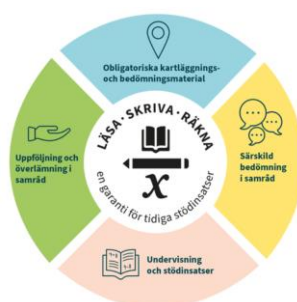 Obligatoriska kartläggnings-
och bedömningsmaterial
LÄSA · SKRIVA · RÄKNA
x
en garanti för tidiga stödinsatser
Uppföljning och
överlämning i
samråd
Särskild
bedömning
i samråd
Undervisning
och stödinsatser